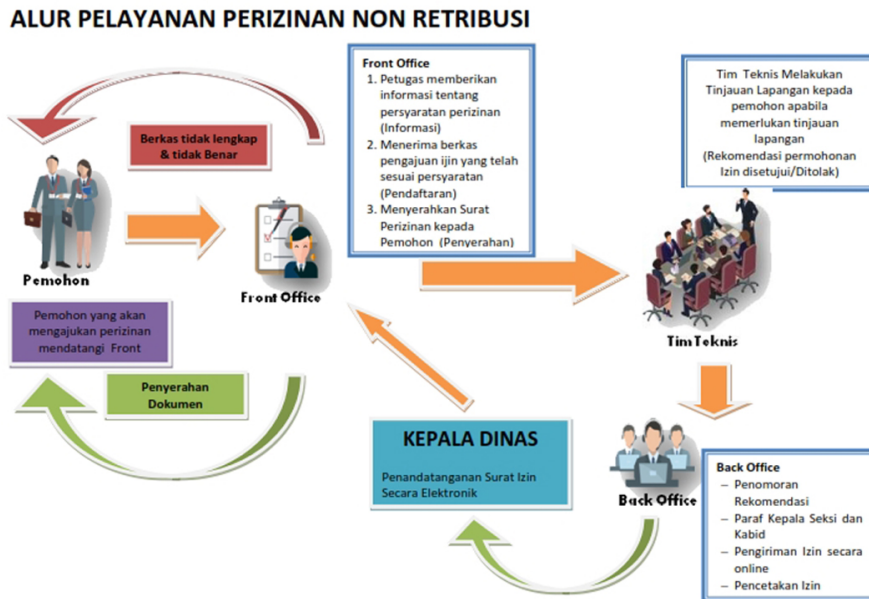 ALUR PELAYANAN PERIZINAN NON RETRIBUSI
Berkas tidak lengkap
& tidak Benar
Pemohon
Front Office
Front Office
1. Petugas memberikan
informasi tentang
persyaratan perizinan
(Informasi)
2. Menerima berkas
pengajuan ijin yang telah
sesuai persyaratan
(Pendaftaran)
3. Menyerahkan Surat
Perizinan kepada
Pemohon (Penyerahan)
Tim Teknis Melakukan
Tinjauan Lapangan kepada
pemohon apabila
memerlukan tinjauan
lapangan
(Rekomendasi permohonan
Izin disetujui/Ditolak)
Tim Teknis
Pemohon yang akan
mengajukan perizinan
mendatangi Front
Penyerahan
Dokumen
KEPALA DINAS
Penandatanganan Surat Izin
Secara Elektronik
Back Office
Back Office
– Penomoran
Rekomendasi
– Paraf Kepala Seksi dan
Kabid
– Pengiriman Izin secara
online
– Pencetakan Izin